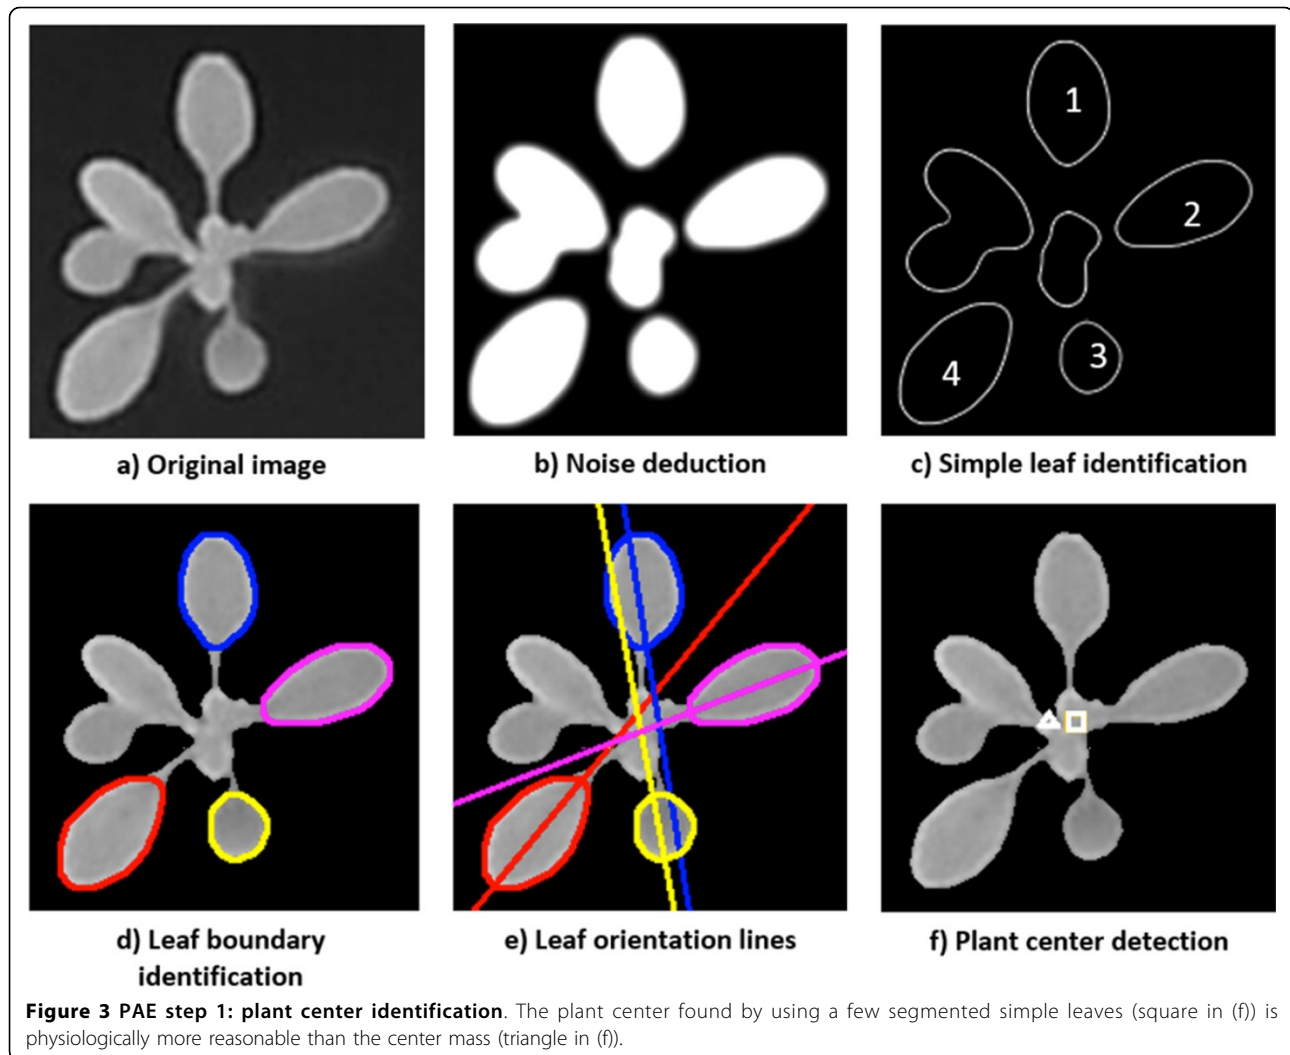 1
2
3
4
a) Original image
b) Noise deduction
c) Simple leaf identification
d) Leaf boundary
identification
e) Leaf orientation lines
f) Plant center detection
Figure 3 PAE step 1: plant center identification. The plant center found by using a few segmented simple leaves (square in (f)) is
physiologically more reasonable than the center mass (triangle in (f)).